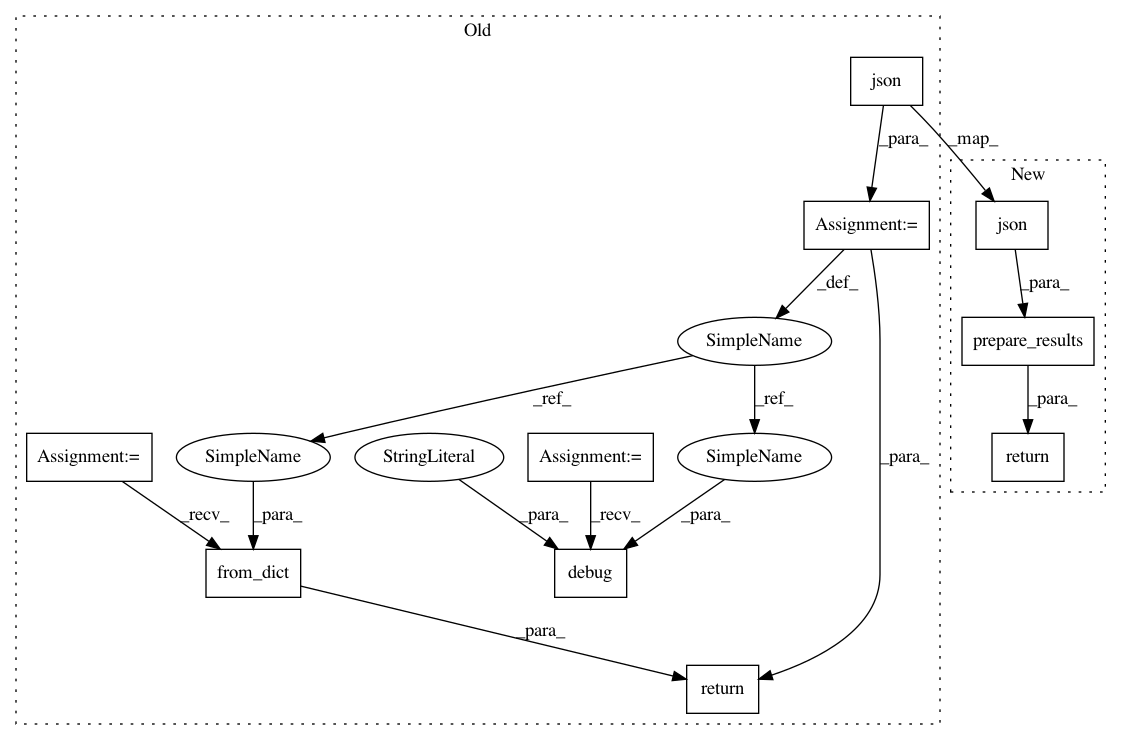 Old
json
_para_
_map_
New
Assignment:=
json
_def_
_para_
SimpleName
prepare_results
_ref_
_ref_
_para_
Assignment:=
SimpleName
StringLiteral
Assignment:=
SimpleName
_para_
return
_recv_
_para_
_para_
_recv_
_para_
from_dict
debug
_para_
return